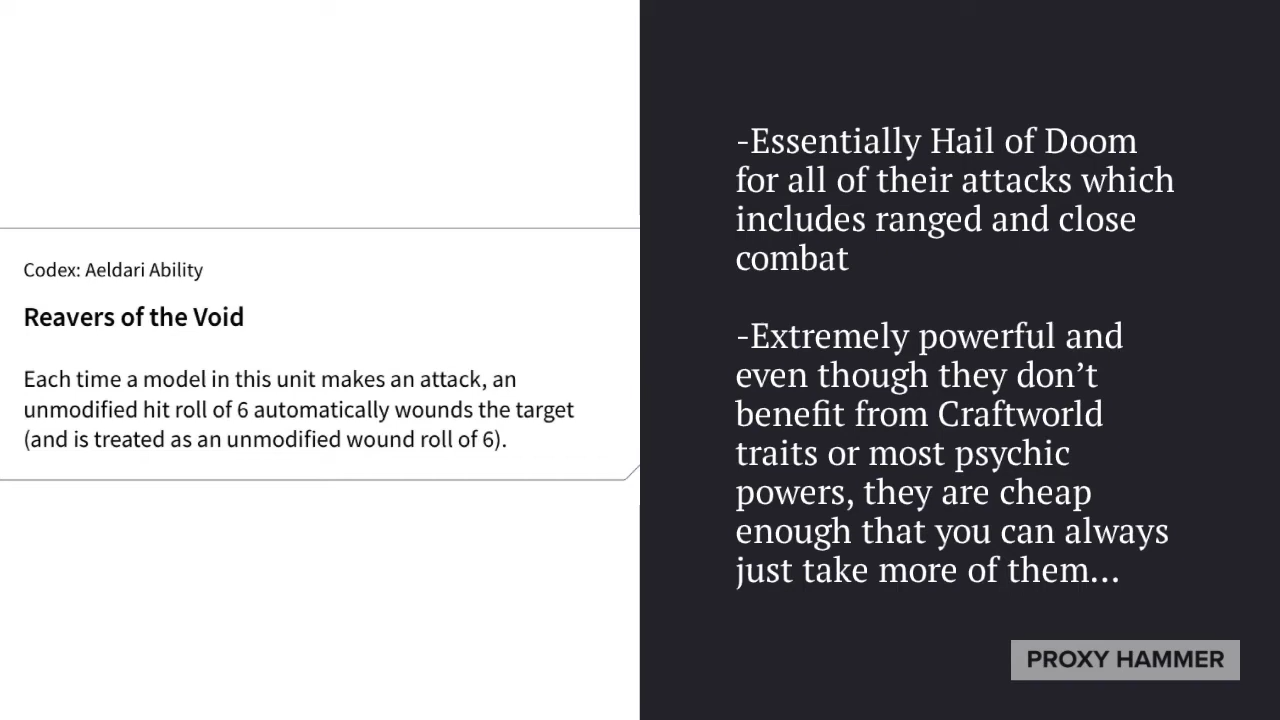 Codex: Aeldari Ability
Reavers of the Void
Each time a model in this unit makes an attack, an
unmodified hit roll of 6 automatically wounds the target
(and is treated as an unmodified wound roll of 6).
-Essentially Hail of Doom
for all of their attacks which
includes ranged and close
combat
-Extremely powerful and
even though they don’t
benefit from Craftworld
traits or most psychic
powers, they are cheap
enough that you can always
just take more of them...
PROXY HAMMER